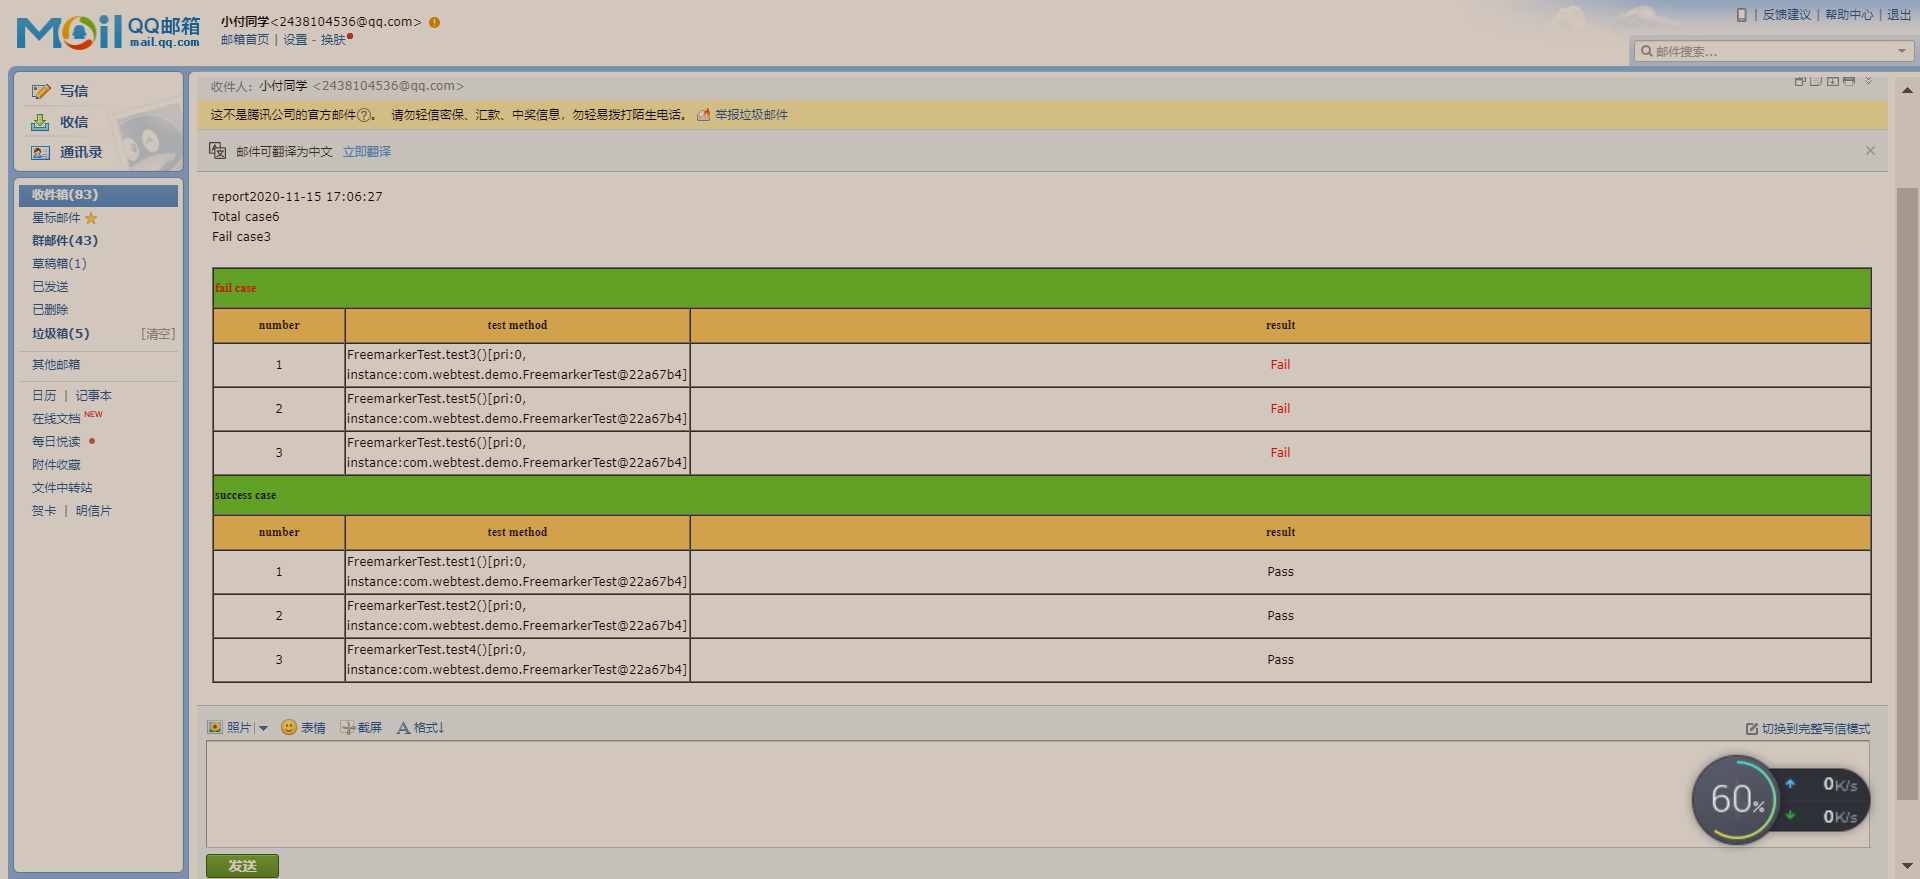 Mail QQ邮箱
mail.qq.com
小付同学<2438104536@qq.com>
邮箱首页 | 设置 - 换肤
| 反馈建议 | 帮助中心 | 退出
邮件搜索...
写信
收信
通讯录
收件箱(83)
星标邮件
群邮件(43)
草稿箱(1)
已发送
已删除
垃圾箱(5) [清空]
其他邮箱
日历 | 记事本
在线文档 NEW
每日悦读
附件收藏
文件中转站
贺卡 | 明信片
收件人：小付同学 <2438104536@qq.com>
这不是腾讯公司的官方邮件?。 请勿轻信密保、汇款、中奖信息，勿轻易拨打陌生电话。 举报垃圾邮件
邮件可翻译为中文 立即翻译
report2020-11-15 17:06:27
Total case6
Fail case3
fail case
number test method result
1 FreemarkerTest.test3()[pri:0, instance:com.webtest.demo.FreemarkerTest@22a67b4] Fail
2 FreemarkerTest.test5()[pri:0, instance:com.webtest.demo.FreemarkerTest@22a67b4] Fail
3 FreemarkerTest.test6()[pri:0, instance:com.webtest.demo.FreemarkerTest@22a67b4] Fail
success case
number test method result
1 FreemarkerTest.test1()[pri:0, instance:com.webtest.demo.FreemarkerTest@22a67b4] Pass
2 FreemarkerTest.test2()[pri:0, instance:com.webtest.demo.FreemarkerTest@22a67b4] Pass
3 FreemarkerTest.test4()[pri:0, instance:com.webtest.demo.FreemarkerTest@22a67b4] Pass
照片| 表情 截屏 格式↓
切换到完整写信模式
60%
0K/s
0K/s
发送